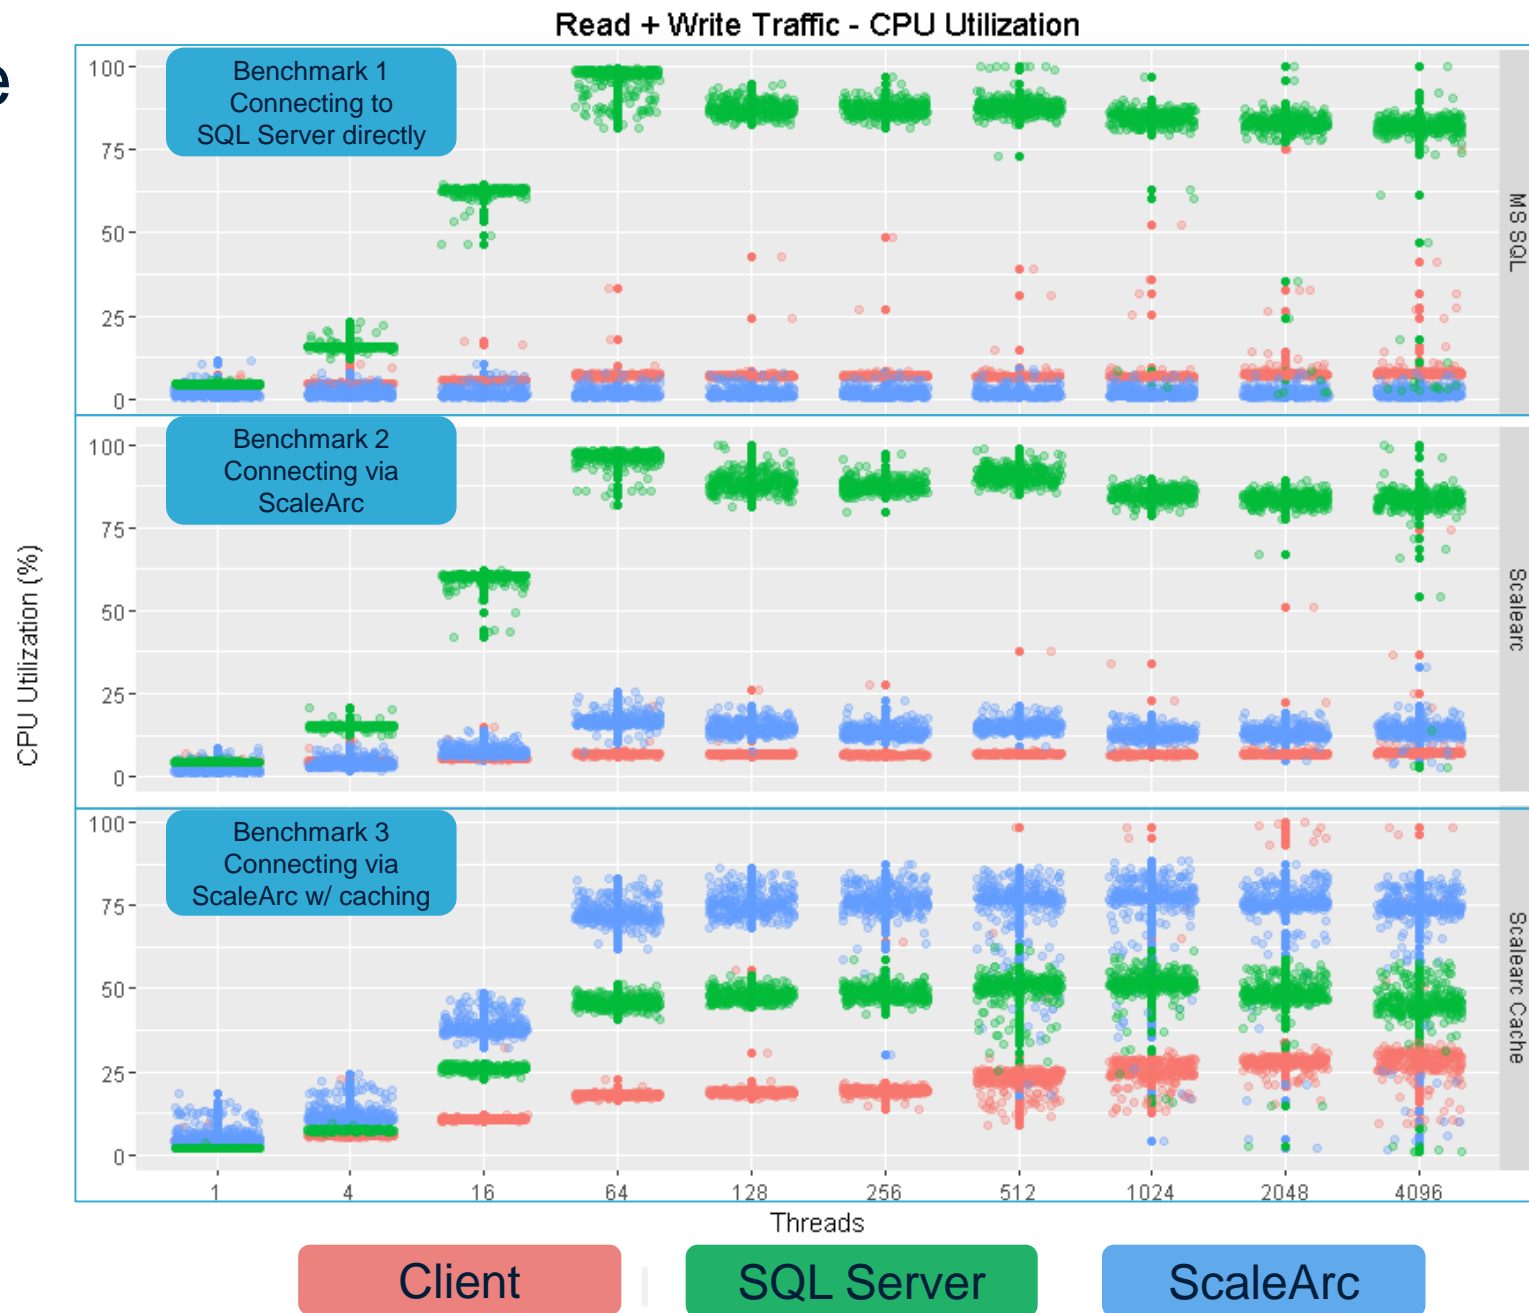 e
Read + Write Traffic - CPU Utilization
Benchmark 1
Connecting to
SQL Server directly
100
75
50
25
0
MS SQL
Benchmark 2
Connecting via
ScaleArc
100
75
50
25
0
Scalearc
CPU Utilization (%)
Benchmark 3
Connecting via
ScaleArc w/ caching
100
75
50
25
0
Scalearc Cache
1 4 16 64 128 256 512 1024 2048 4096
Threads
Client SQL Server ScaleArc